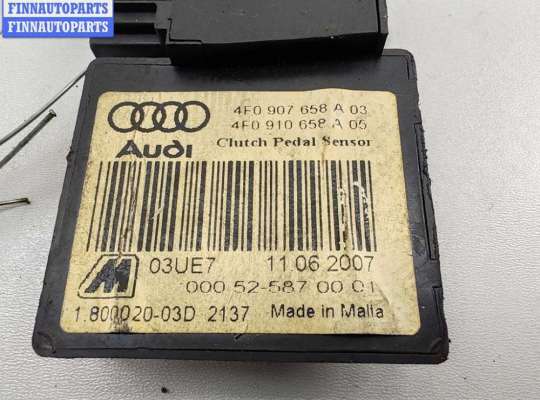 FINNAUTOPARTS
FINNAUTOPARTS
4F0 907 658 A 03
4F0 910 658 A 05
Audi Clutch Pedal Sensor
03UE7 11.06 2007
000 52-587 00 01
1.800020-03D 2137 Made in Malta